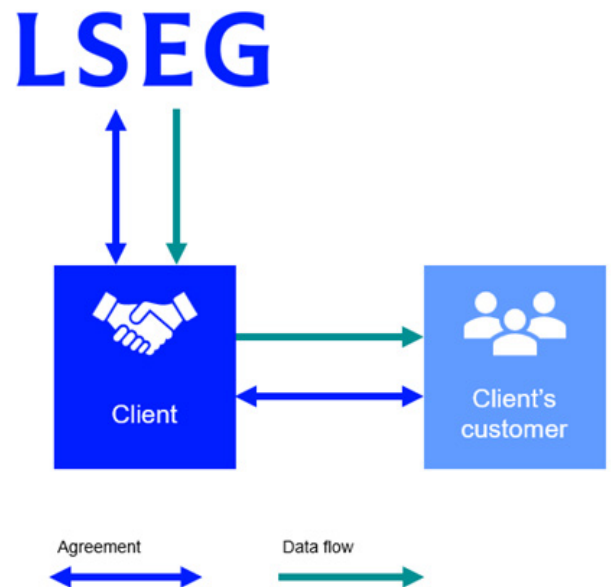 LSEG
Client
Client's
customer
Agreement
Data flow